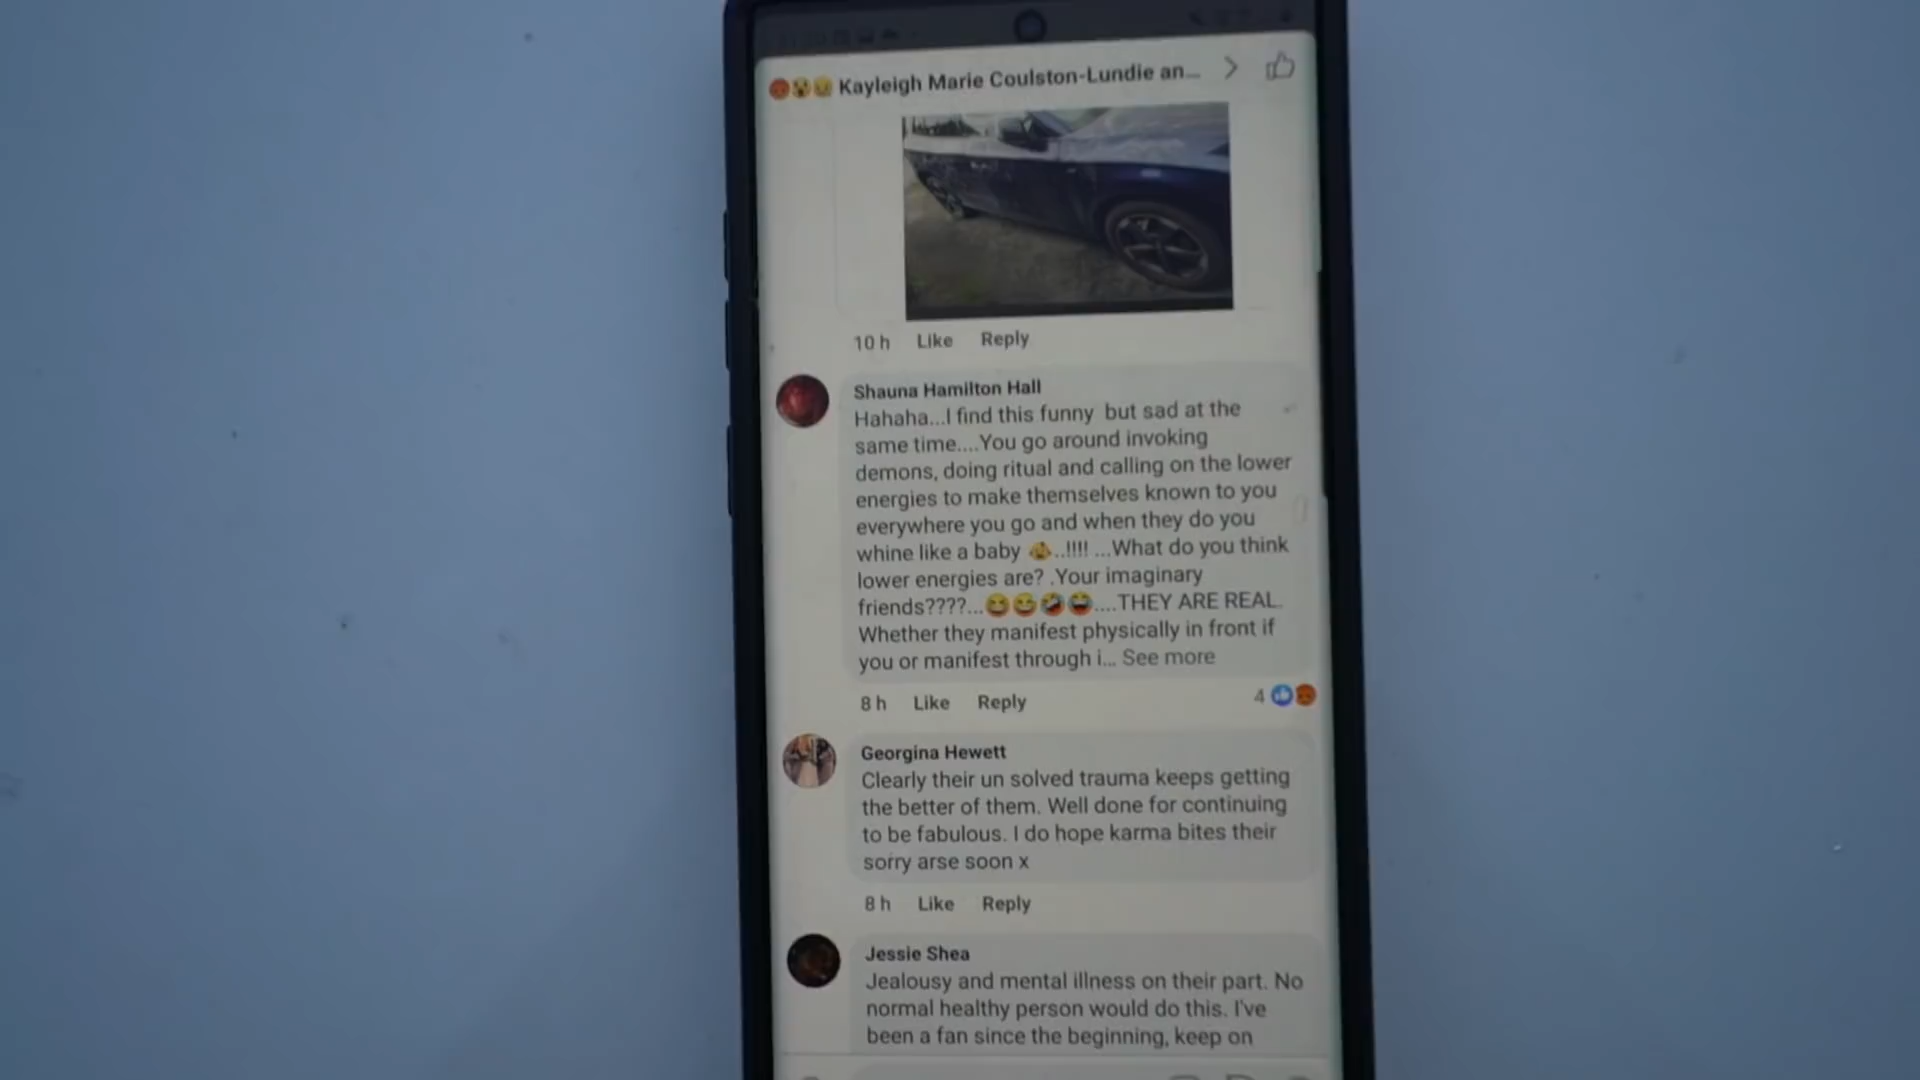 Kayleigh Marie Coulston-Lundie an...
10 h Like Reply
Shauna Hamilton Hall
Hahaha...I find this funny but sad at the
same time....You go around invoking
demons, doing ritual and calling on the lower
energies to make themselves known to you
everywhere you go and when they do you
whine like a baby 👶..!!!! ...What do you think
lower energies are? .Your imaginary
friends????...😆😆🤣😂....THEY ARE REAL.
Whether they manifest physically in front if
you or manifest through i... See more
8 h Like Reply 4
Georgina Hewett
Clearly their un solved trauma keeps getting
the better of them. Well done for continuing
to be fabulous. I do hope karma bites their
sorry arse soon x
8 h Like Reply
Jessie Shea
Jealousy and mental illness on their part. No
normal healthy person would do this. I've
been a fan since the beginning, keep on